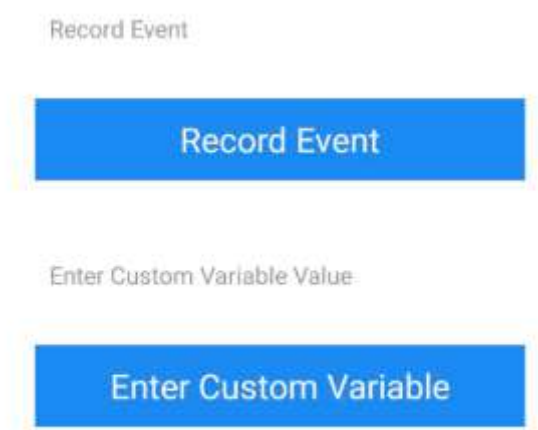 Record Event
Record Event
Enter Custom Variable Value
Enter Custom Variable